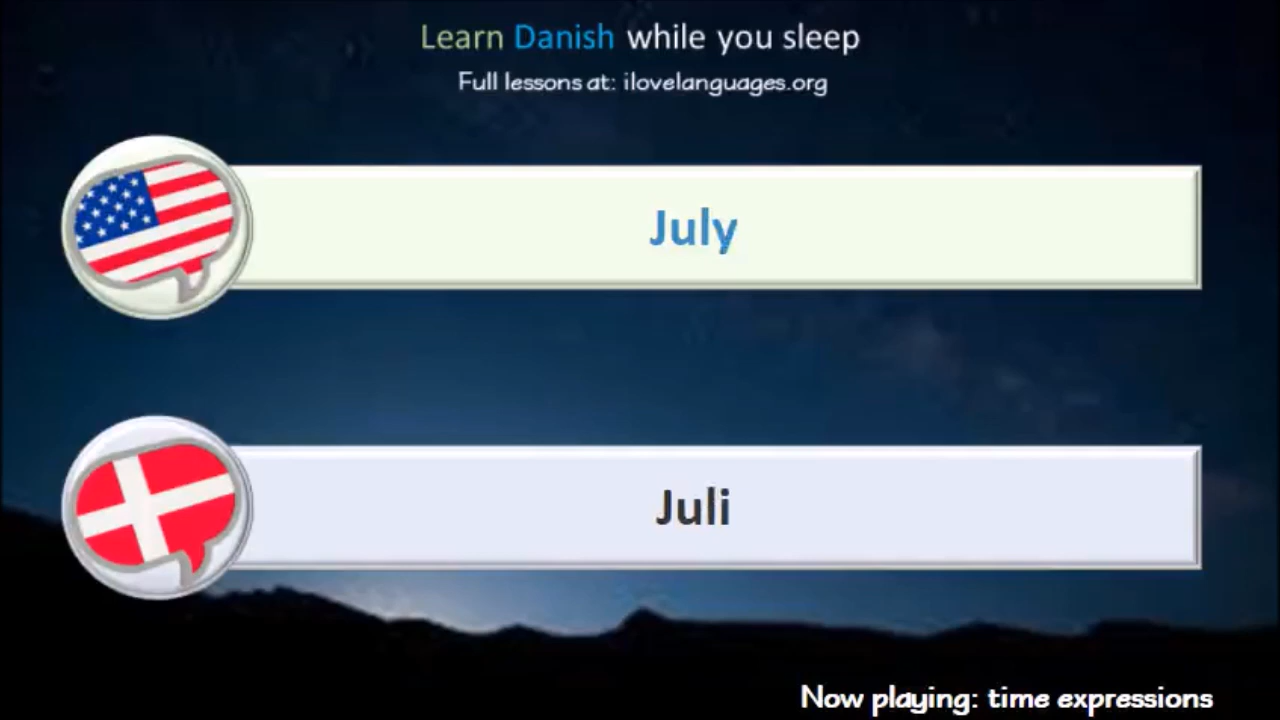 Learn Danish while you sleep
Full lessons at: ilovelanguages.org
July
Juli
Now playing: time expressions